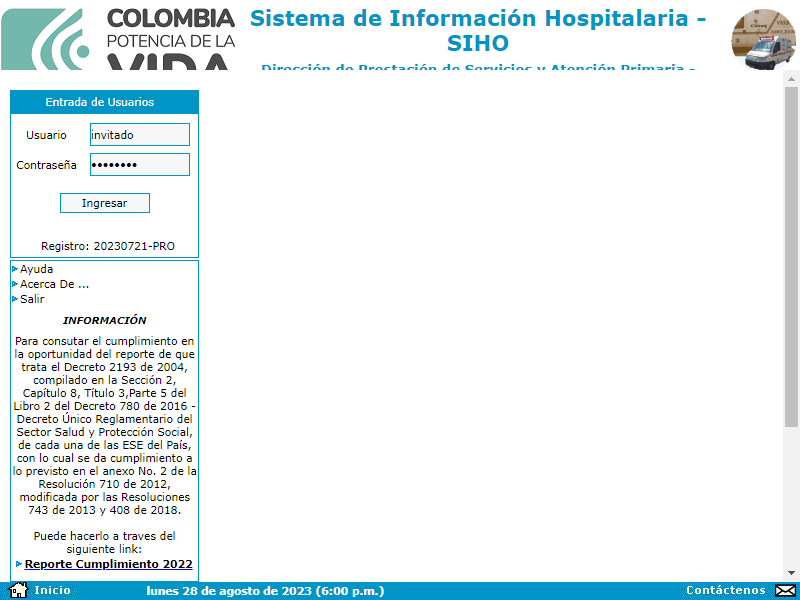 COLOMBIA
POTENCIA DE LA
VIDA
Sistema de Información Hospitalaria -
SIHO
Dirección de Prestación de Servicios y Atención Primaria -
Entrada de Usuarios
Usuario invitado
Contraseña ••••••••
Ingresar
Registro: 20230721-PRO
Ayuda
Acerca De ...
Salir
INFORMACIÓN
Para consutar el cumplimiento en
la oportunidad del reporte de que
trata el Decreto 2193 de 2004,
compilado en la Sección 2,
Capítulo 8, Título 3,Parte 5 del
Libro 2 del Decreto 780 de 2016 -
Decreto Único Reglamentario del
Sector Salud y Protección Social,
de cada una de las ESE del País,
con lo cual se da cumplimiento a
lo previsto en el anexo No. 2 de la
Resolución 710 de 2012,
modificada por las Resoluciones
743 de 2013 y 408 de 2018.
Puede hacerlo a traves del
siguiente link:
Reporte Cumplimiento 2022
Inicio
lunes 28 de agosto de 2023 (6:00 p.m.)
Contáctenos